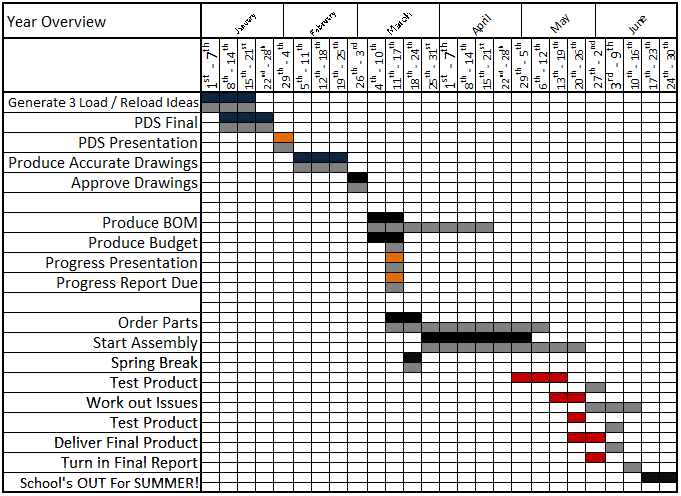 Year Overview
January February March April May June
1st - 7th
8th - 14th
15th - 21st
22nd - 28th
29th - 4th
5th - 11th
12th - 18th
19th - 25th
26th - 3rd
4th - 10th
11th - 17th
18th - 24th
25th - 31st
1st - 7th
8th - 14th
15th - 21st
22nd - 28th
29th - 5th
6th - 12th
13th - 19th
20th - 26th
27th - 2nd
3rd - 9th
10th - 16th
17th - 23rd
24th - 30th
Generate 3 Load / Reload Ideas
PDS Final
PDS Presentation
Produce Accurate Drawings
Approve Drawings
Produce BOM
Produce Budget
Progress Presentation
Progress Report Due
Order Parts
Start Assembly
Spring Break
Test Product
Work out Issues
Test Product
Deliver Final Product
Turn in Final Report
School's OUT For SUMMER!